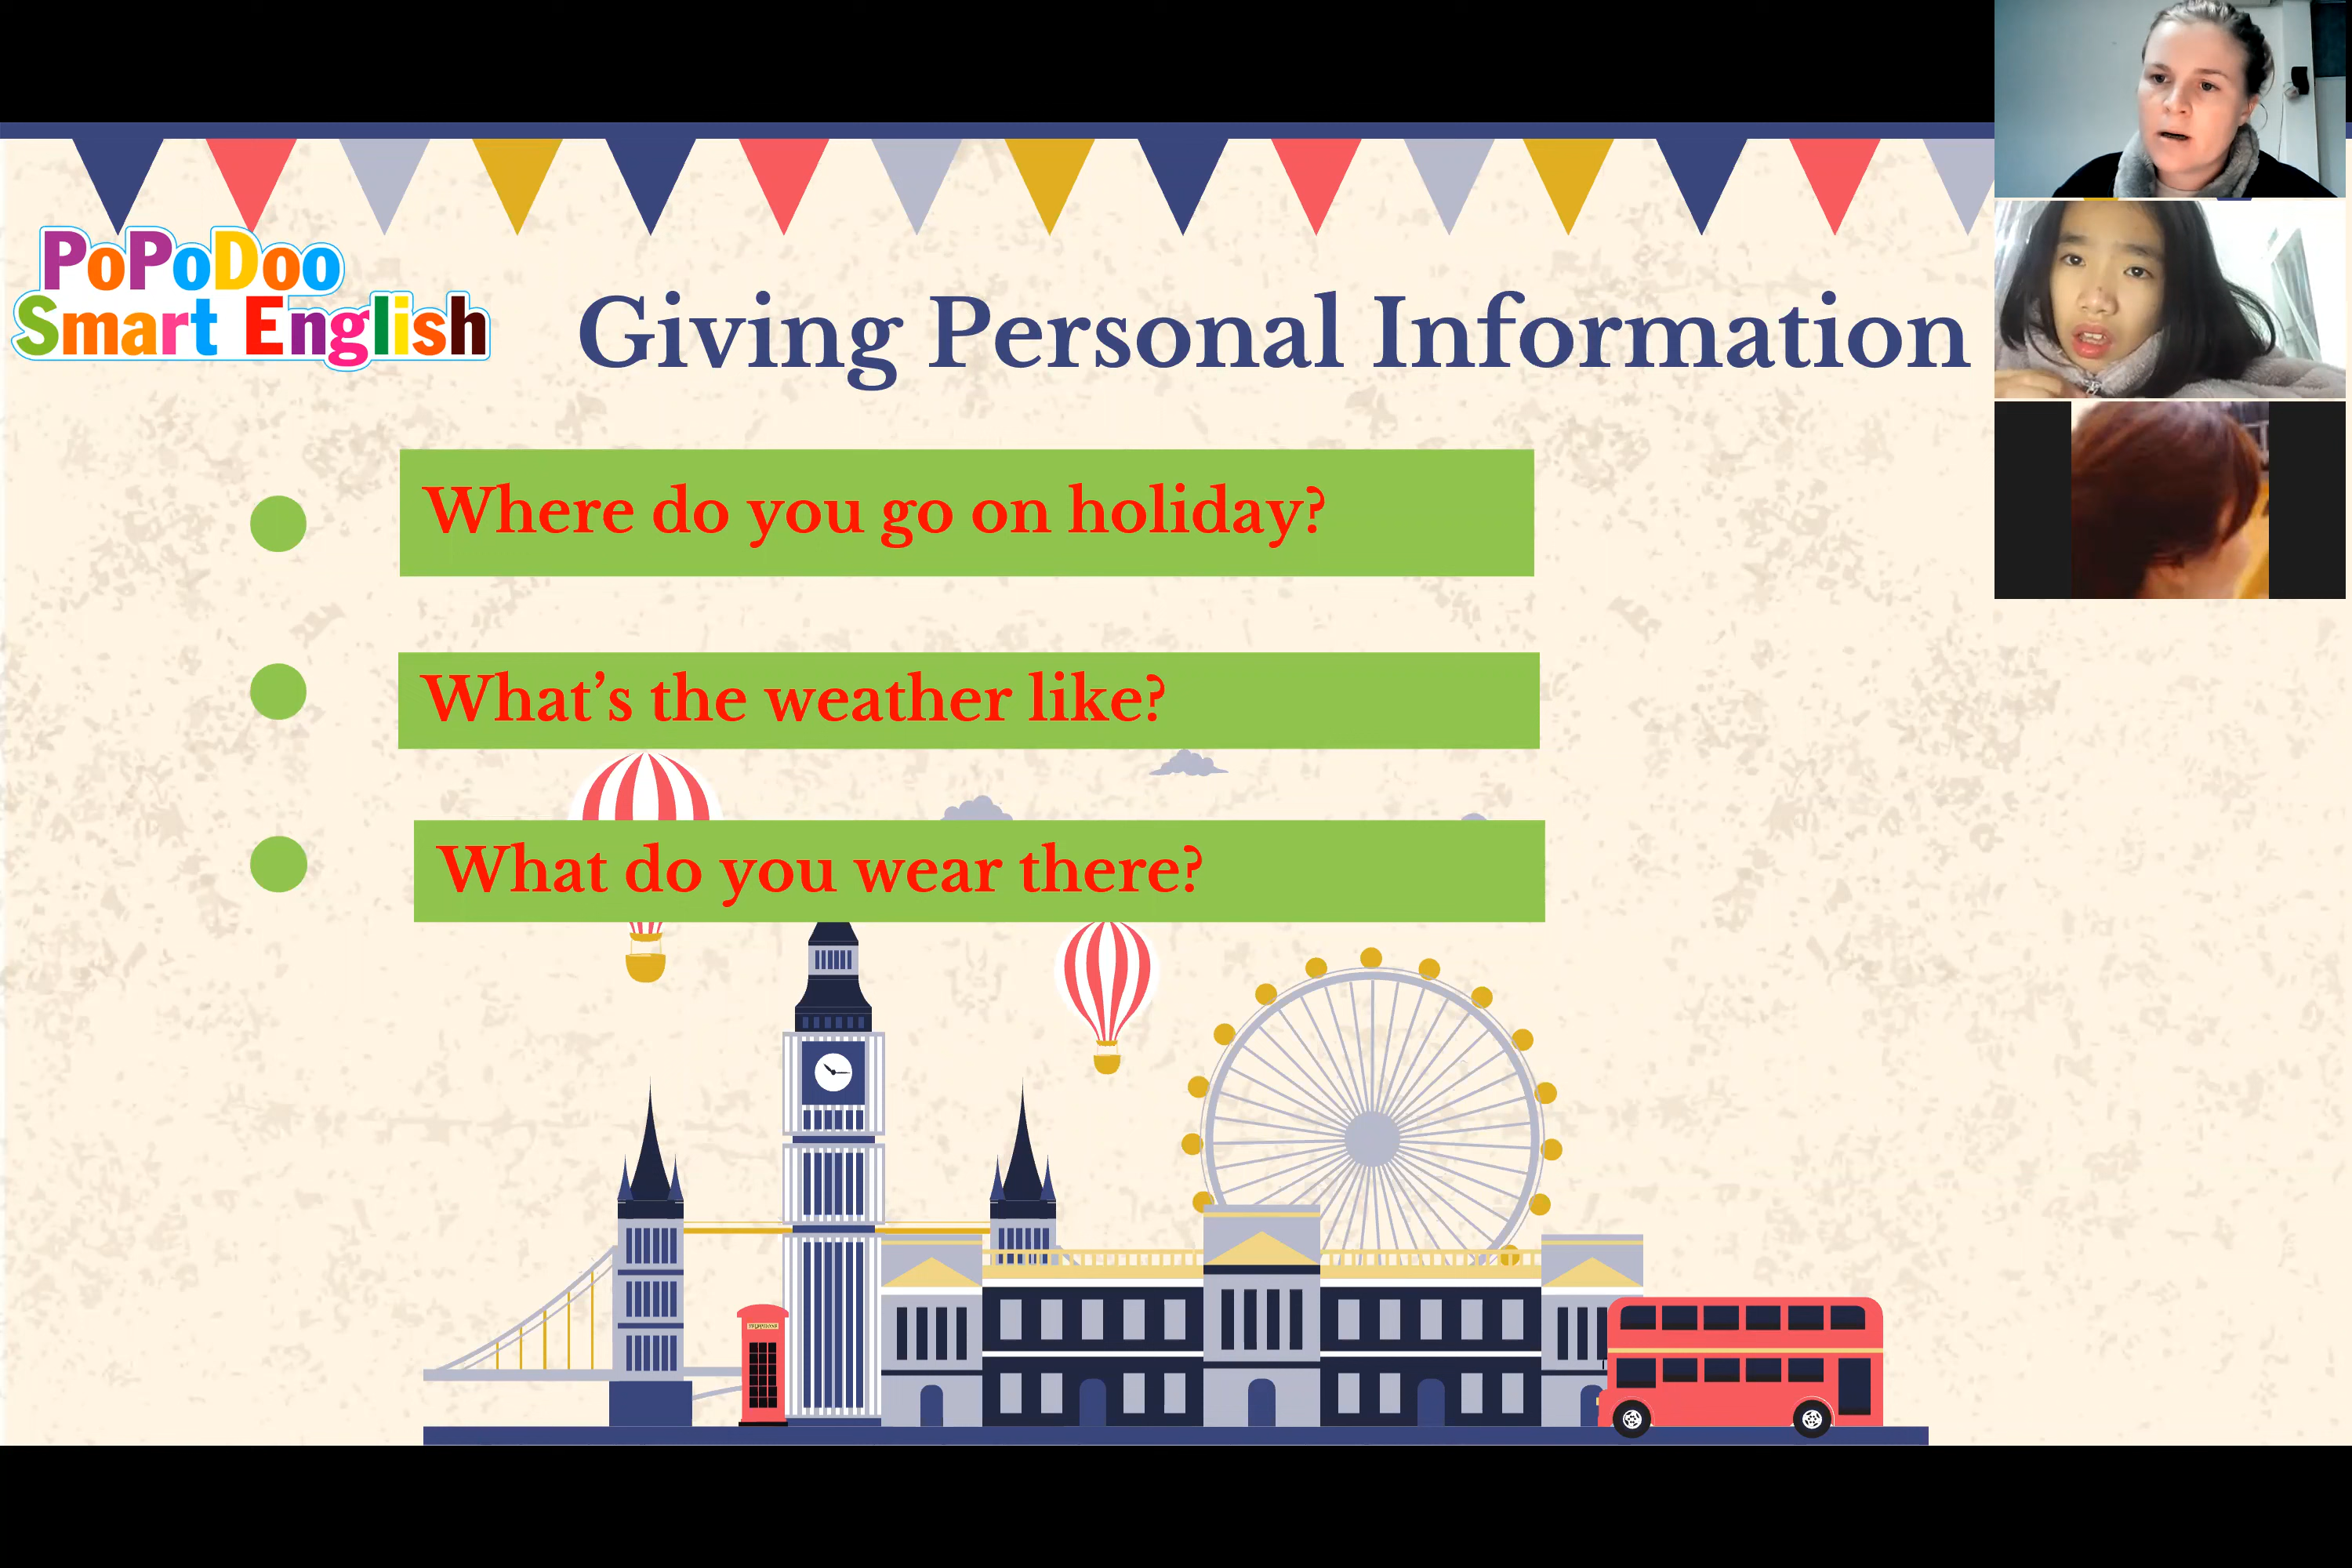 PoPoDoo
Smart English
Giving Personal Information
Where do you go on holiday?
What's the weather like?
What do you wear there?